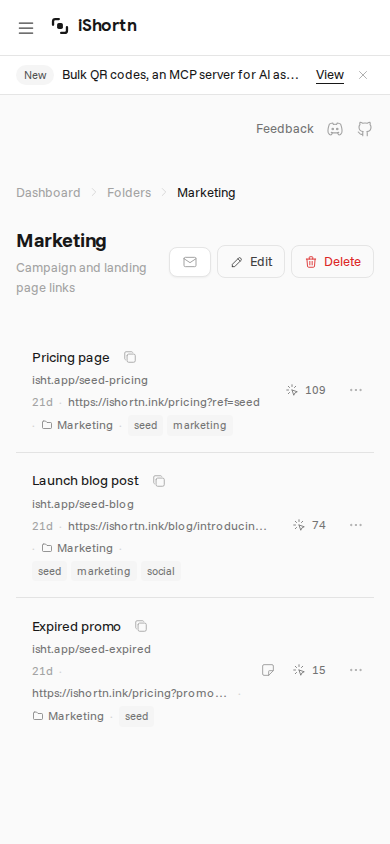 iShortn
New Bulk QR codes, an MCP server for AI as... View
Feedback
Dashboard Folders Marketing
Marketing
Campaign and landing
page links
Edit Delete
Pricing page
isht.app/seed-pricing
21d · https://ishortn.ink/pricing?ref=seed
· Marketing · seed marketing
109
Launch blog post
isht.app/seed-blog
21d · https://ishortn.ink/blog/introducin...
· Marketing ·
seed marketing social
74
Expired promo
isht.app/seed-expired
21d ·
https://ishortn.ink/pricing?promo... ·
Marketing · seed
15